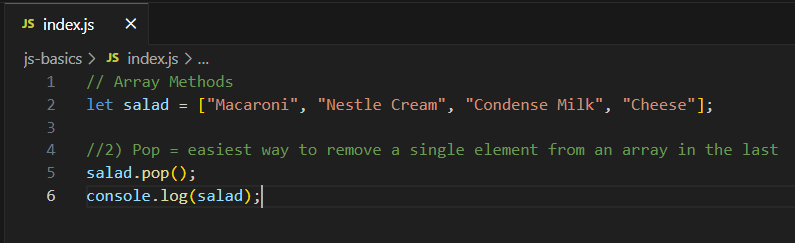 JS index.js ×
js-basics > JS index.js > ...
1 // Array Methods
2 let salad = ["Macaroni", "Nestle Cream", "Condense Milk", "Cheese"];
3
4 //2) Pop = easiest way to remove a single element from an array in the last
5 salad.pop();
6 console.log(salad);